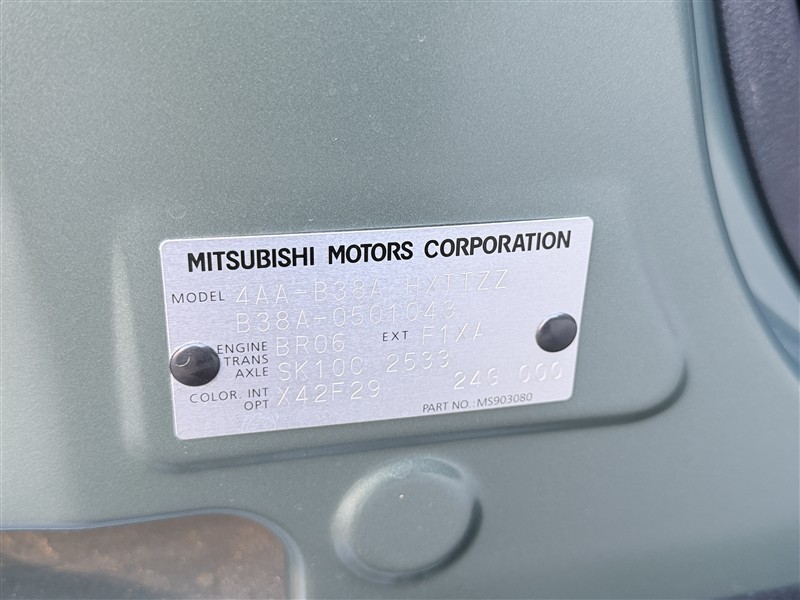 MITSUBISHI MOTORS CORPORATION
MODEL 4AA-B38A HXTTZZ
B38A-0501043
ENGINE BR06 EXT F1XA
TRANS
AXLE SK10C 2533
COLOR. INT X42F29 24G 000
OPT
PART NO.: MS903080